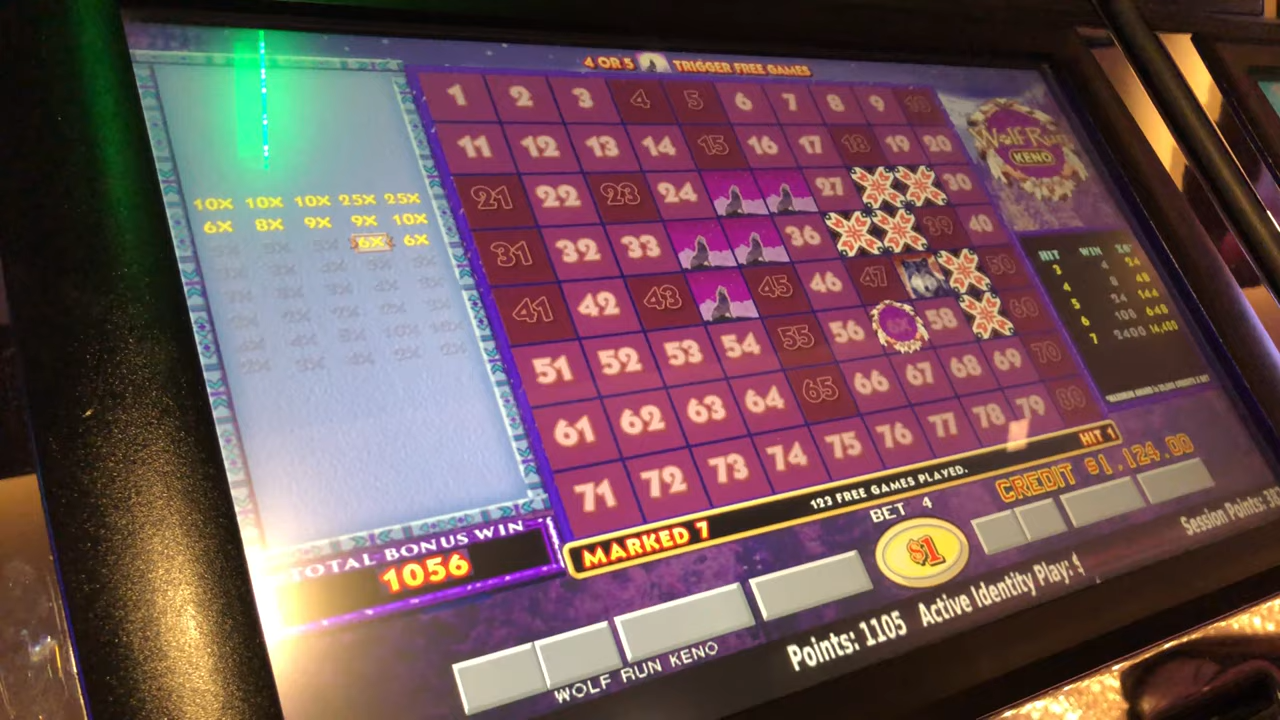 4 OR 5 TRIGGER FREE GAMES
1 2 3 4 5 6 7 8 9 10
11 12 13 14 15 16 17 18 19 20
21 22 23 24 27 30
31 32 33 36 39 40
41 42 43 45 46 47 50
51 52 53 54 55 56 58 60
61 62 63 64 65 66 67 68 69 70
71 72 73 74 75 76 77 78 79 80
10X 10X 10X 25X 25X
6X 8X 9X 9X 10X
6X 6X
Wolf Run
KENO
HIT WIN
3 4 24
4 8 48
5 24 144
6 108 648
7 2400 14,400
TOTAL BONUS WIN
1056
MARKED 7
123 FREE GAMES PLAYED.
HIT 1
BET 4
CREDIT $1,124.00
$1
WOLF RUN KENO
Points: 1105 Active Identity Play: $
Session Points: